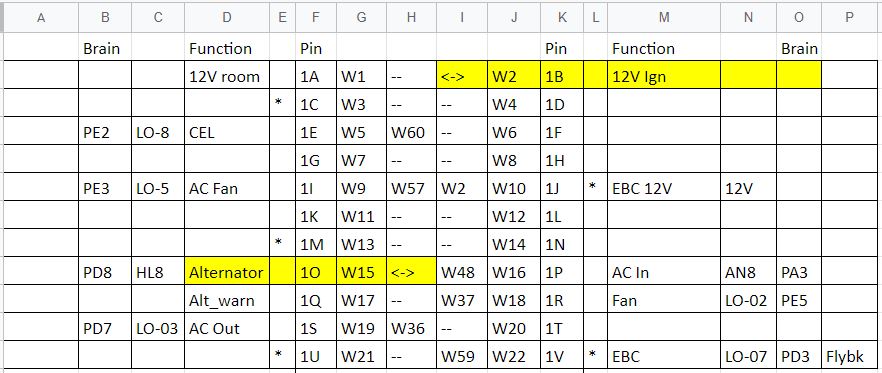 A B C D E F G H I J K L M N O P
Brain Function Pin Pin Function Brain
12V room 1A W1 -- <-> W2 1B 12V Ign
* 1C W3 -- -- W4 1D
PE2 LO-8 CEL 1E W5 W60 -- W6 1F
1G W7 -- -- W8 1H
PE3 LO-5 AC Fan 1I W9 W57 W2 W10 1J * EBC 12V 12V
1K W11 -- -- W12 1L
* 1M W13 -- -- W14 1N
PD8 HL8 Alternator 1O W15 <-> W48 W16 1P AC In AN8 PA3
Alt_warn 1Q W17 -- W37 W18 1R Fan LO-02 PE5
PD7 LO-03 AC Out 1S W19 W36 -- W20 1T
* 1U W21 -- W59 W22 1V * EBC LO-07 PD3 Flybk